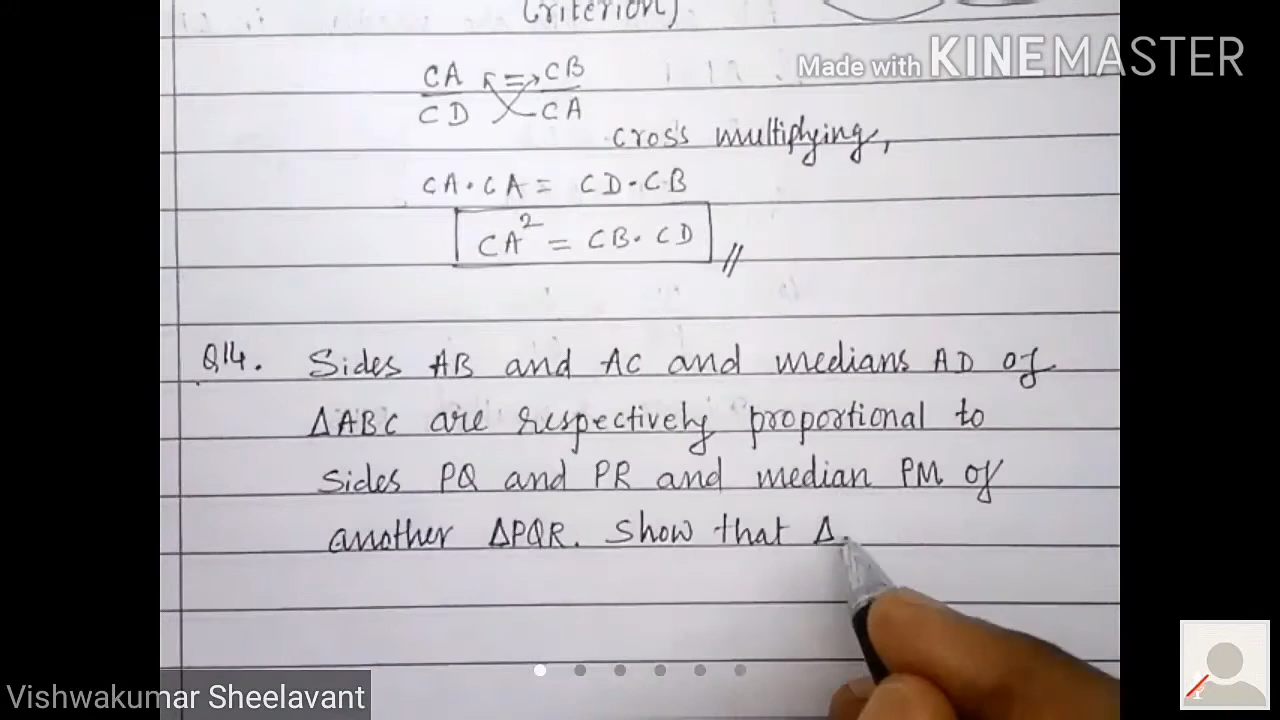 Criterion)
Made with KINEMASTER
CA = CB
CD CA
cross multiplying,
CA . CA = CD . CB
CA² = CB . CD //
Q14. Sides AB and AC and medians AD of
ΔABC are respectively proportional to
sides PQ and PR and median PM of
another ΔPQR. Show that Δ
Vishwakumar Sheelavant